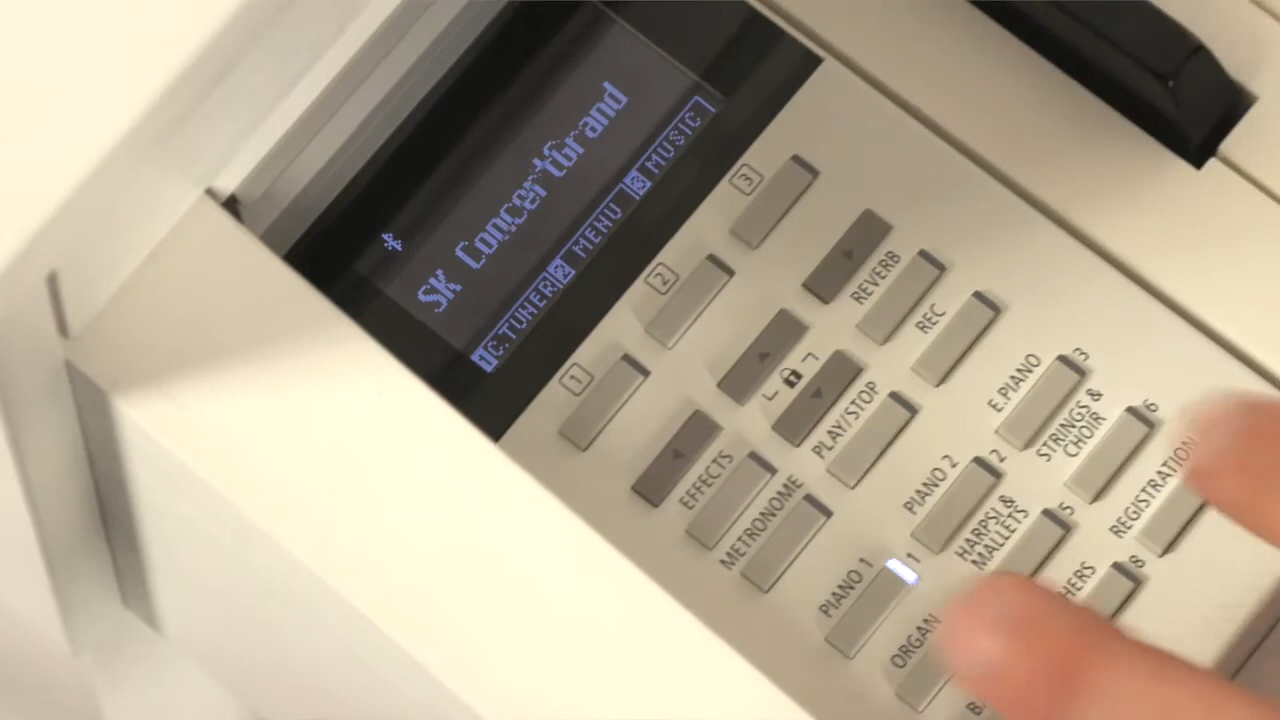 SK ConcertGrand
1 C.TUNER 2 MENU 3 MUSIC
1
2
3
REVERB
REC
EFFECTS
METRONOME
PLAY/STOP
PIANO 1
1
PIANO 2
2
E.PIANO
3
ORGAN
HARPSI &
MALLETS
5
STRINGS &
CHOIR
6
8
REGISTRATION